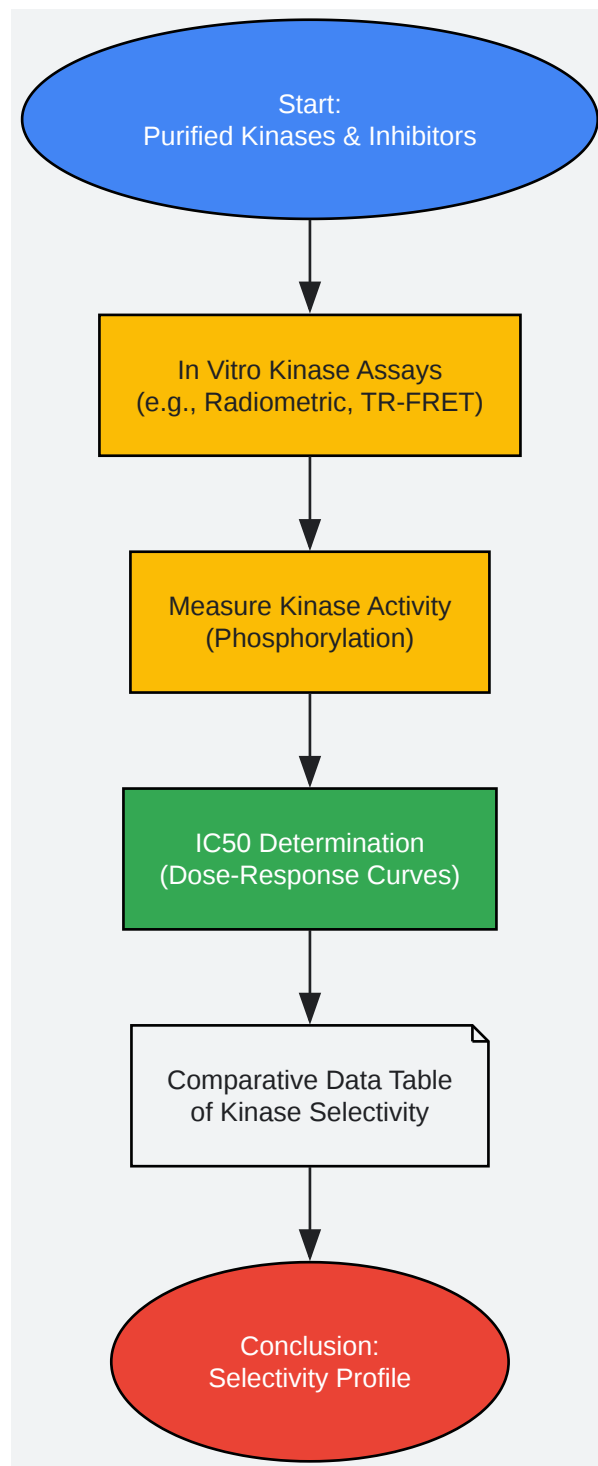 Start:
Purified Kinases & Inhibitors
In Vitro Kinase Assays
(e.g., Radiometric, TR-FRET)
Measure Kinase Activity
(Phosphorylation)
IC50 Determination
(Dose-Response Curves)
Comparative Data Table
of Kinase Selectivity
Conclusion:
Selectivity Profile